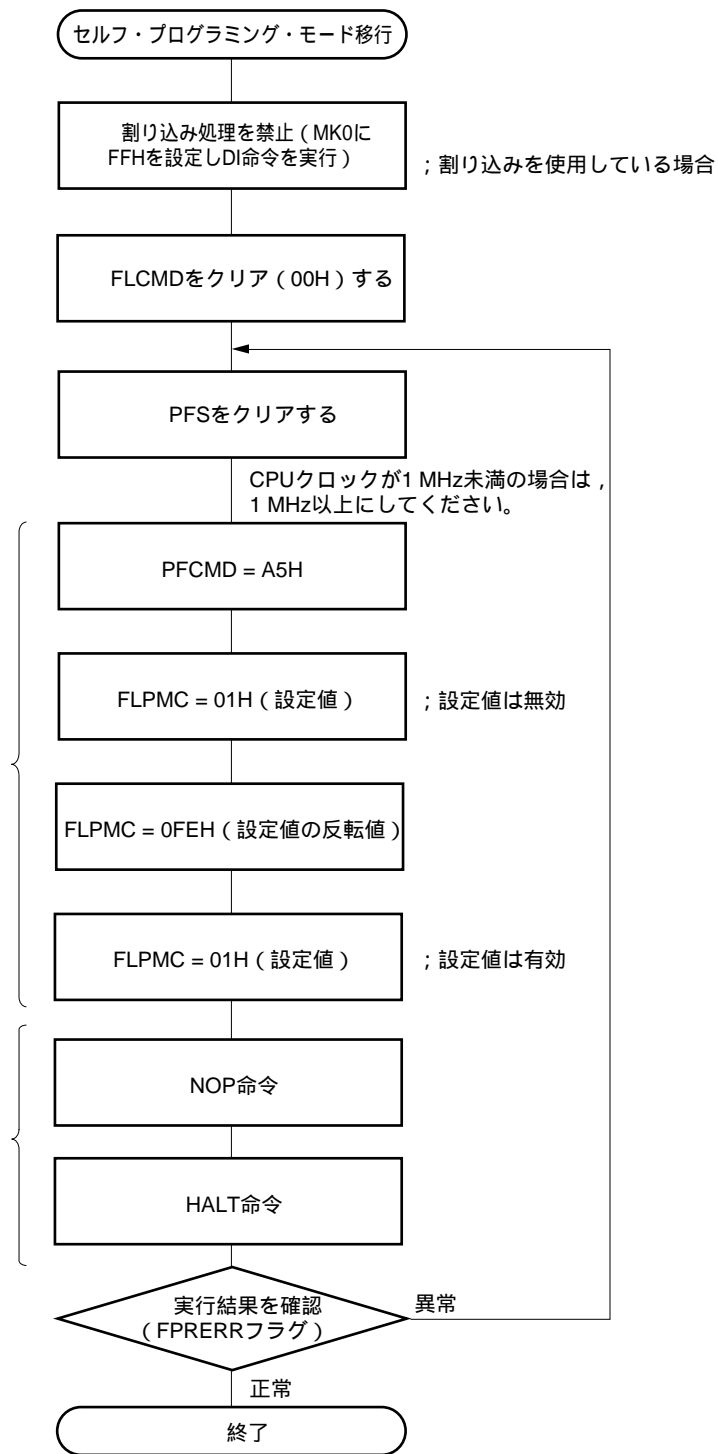 セルフ・プログラミング・モード移行
割り込み処理を禁止（MK0に
FFHを設定しDI命令を実行）
；割り込みを使用している場合
FLCMDをクリア（00H）する
PFSをクリアする
CPUクロックが1 MHz未満の場合は，
1 MHz以上にしてください。
PFCMD = A5H
FLPMC = 01H（設定値）
；設定値は無効
FLPMC = 0FEH（設定値の反転値）
FLPMC = 01H（設定値）
；設定値は有効
NOP命令
HALT命令
実行結果を確認
（FPRERRフラグ）
異常
正常
終了